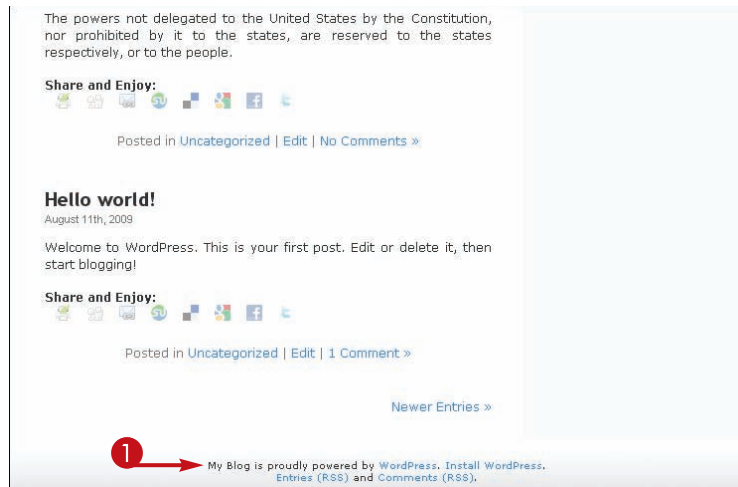 The powers not delegated to the United States by the Constitution,
nor prohibited by it to the states, are reserved to the states
respectively, or to the people.
Share and Enjoy:
Posted in Uncategorized | Edit | No Comments »
Hello world!
August 11th, 2009
Welcome to WordPress. This is your first post. Edit or delete it, then
start blogging!
Share and Enjoy:
Posted in Uncategorized | Edit | 1 Comment »
Newer Entries »
1
My Blog is proudly powered by WordPress. Install WordPress.
Entries (RSS) and Comments (RSS).